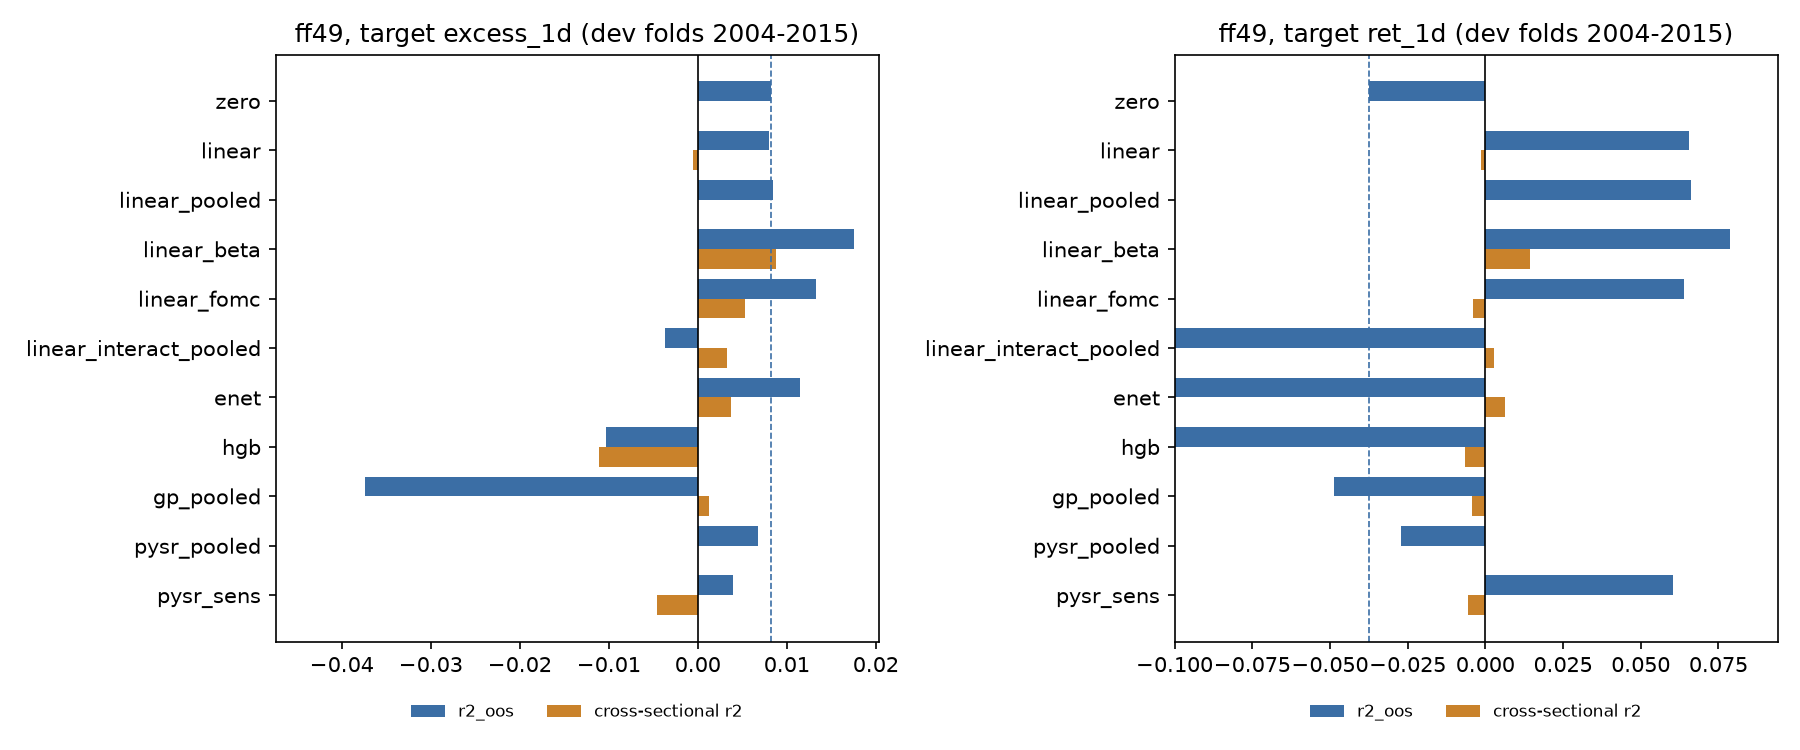 ff49, target excess_1d (dev folds 2004-2015)
zero
linear
linear_pooled
linear_beta
linear_fomc
linear_interact_pooled
enet
hgb
gp_pooled
pysr_pooled
pysr_sens
−0.04 −0.03 −0.02 −0.01 0.00 0.01 0.02
r2_oos cross-sectional r2
ff49, target ret_1d (dev folds 2004-2015)
zero
linear
linear_pooled
linear_beta
linear_fomc
linear_interact_pooled
enet
hgb
gp_pooled
pysr_pooled
pysr_sens
−0.100 −0.075 −0.050 −0.025 0.000 0.025 0.050 0.075
r2_oos cross-sectional r2